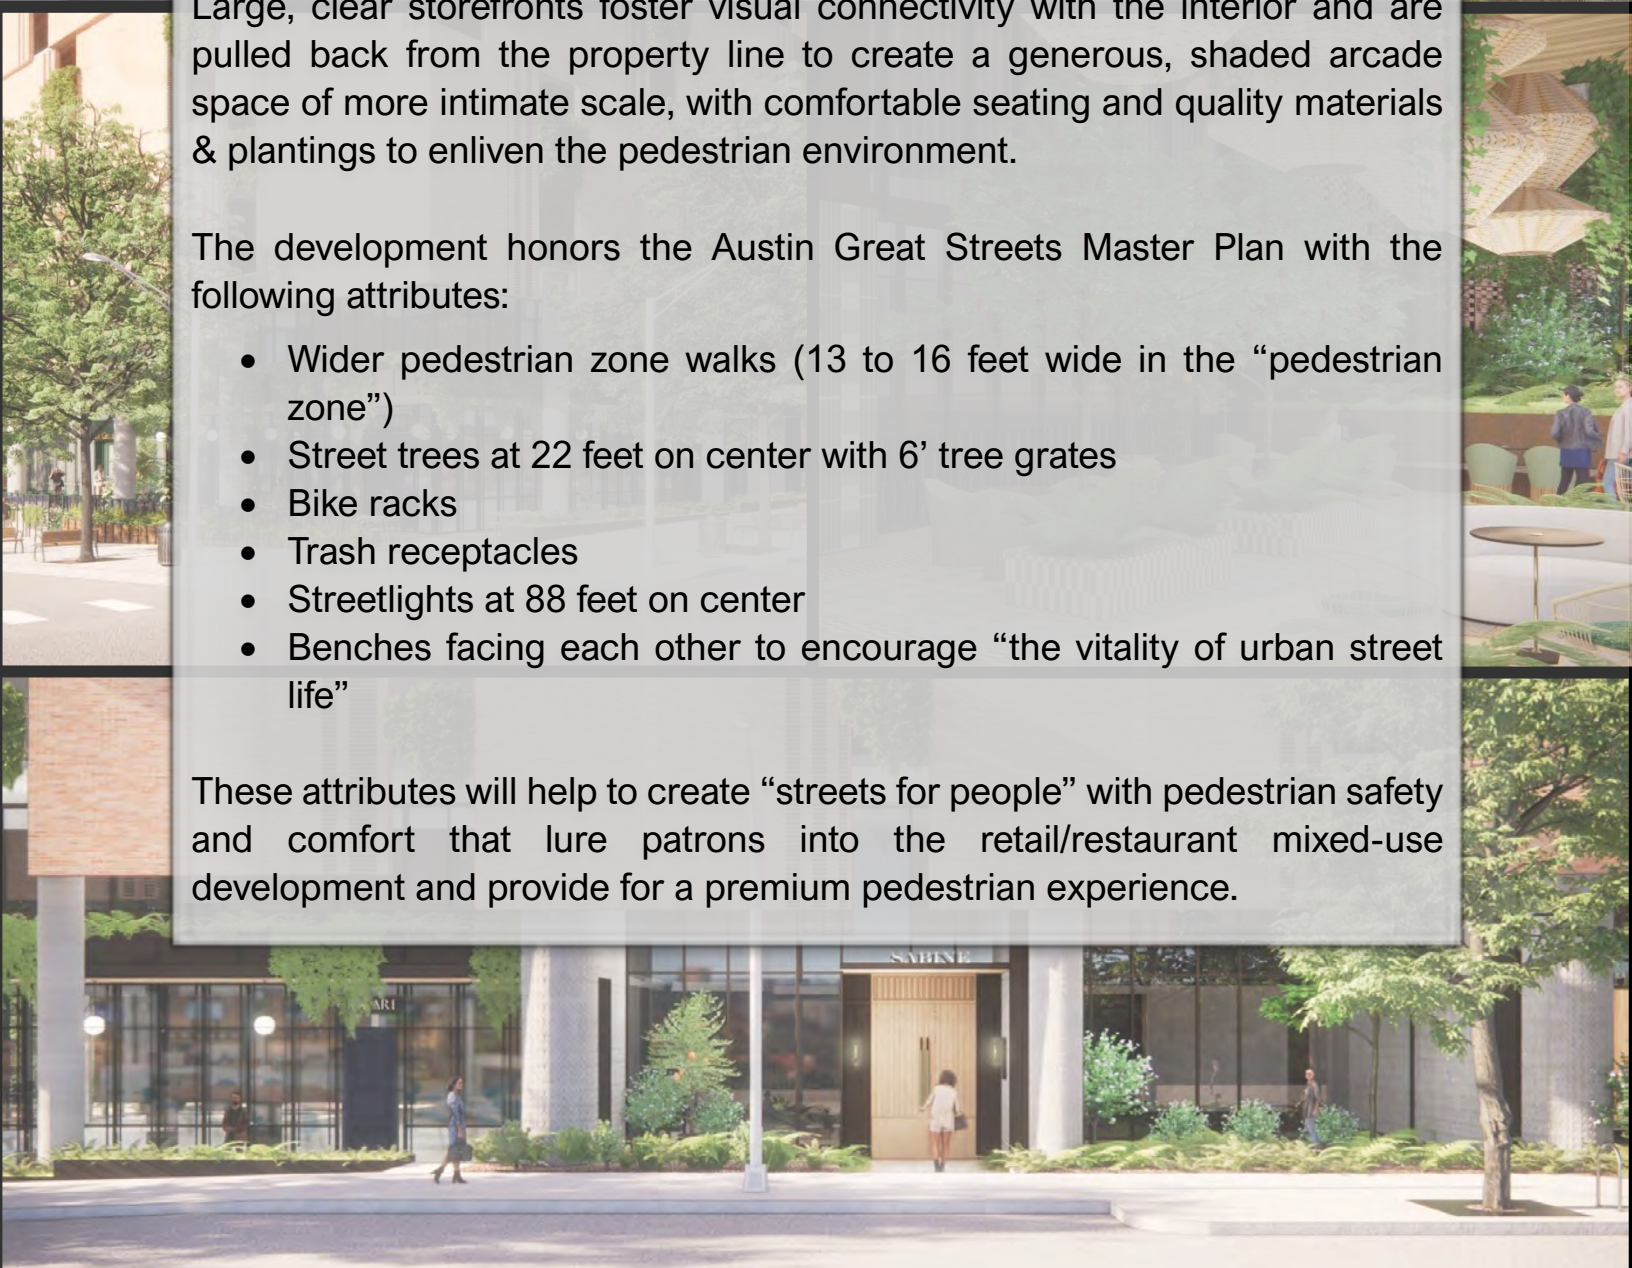 Large, clear storefronts foster visual connectivity with the interior and are
pulled back from the property line to create a generous, shaded arcade
space of more intimate scale, with comfortable seating and quality materials
& plantings to enliven the pedestrian environment.
The development honors the Austin Great Streets Master Plan with the
following attributes:
• Wider pedestrian zone walks (13 to 16 feet wide in the “pedestrian
zone”)
• Street trees at 22 feet on center with 6’ tree grates
• Bike racks
• Trash receptacles
• Streetlights at 88 feet on center
• Benches facing each other to encourage “the vitality of urban street
life”
These attributes will help to create “streets for people” with pedestrian safety
and comfort that lure patrons into the retail/restaurant mixed-use
development and provide for a premium pedestrian experience.
SABINE